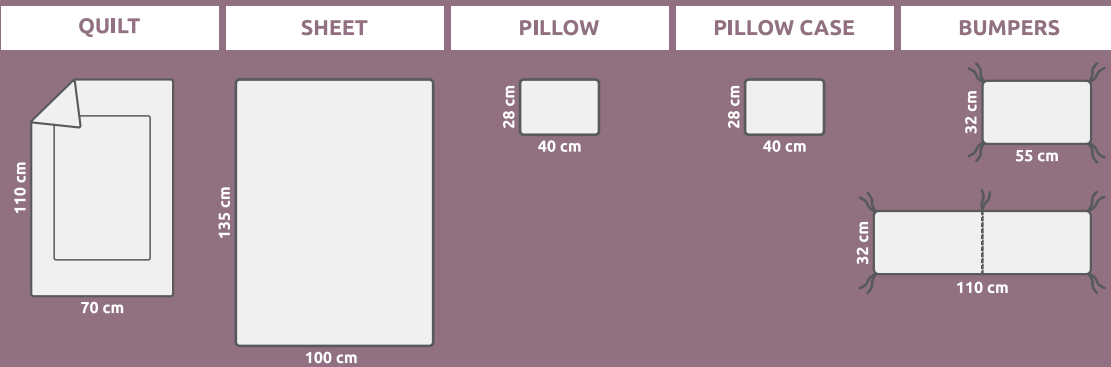 QUILT
SHEET
PILLOW
PILLOW CASE
BUMPERS
110 cm
70 cm
135 cm
100 cm
28 cm
40 cm
28 cm
40 cm
32 cm
55 cm
32 cm
110 cm